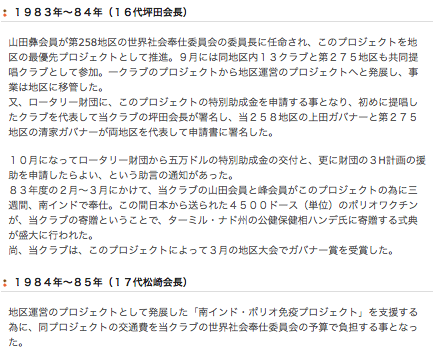 １９８３年～８４年（１６代坪田会長）
山田彝会員が第258地区の世界社会奉仕委員会の委員長に任命され、このプロジェクトを地
区の最優先プロジェクトとして推進。９月には同地区内１３クラブと第２７５地区も共同提
唱クラブとして参加。一クラブのプロジェクトから地区運営のプロジェクトへと発展し、事
業は地区に移管した。
又、ロータリー財団に、このプロジェクトの特別助成金を申請する事となり、初めに提唱し
たクラブを代表して当クラブの坪田会長が署名し、当２５８地区の上田ガバナーと第２７５
地区の清家ガバナーが両地区を代表して申請書に署名した。
１０月になってロータリー財団から五万ドルの特別助成金の交付と、更に財団の３H計画の援
助を申請したらよい、という助言の通知があった。
８３年度の２月～３月にかけて、当クラブの山田会員と峰会員がこのプロジェクトの為に三
週間、南インドで奉仕。この間日本から送られた４５００ドース（単位）のポリオワクチン
が、当クラブの寄贈ということで、ターミル・ナド州の公健保健相ハンデ氏に寄贈する式典
が盛大に行われた。
尚、当クラブは、このプロジェクトによって３月の地区大会でガバナー賞を受賞した。
１９８４年～８５年（１７代松崎会長）
地区運営のプロジェクトとして発展した「南インド・ポリオ免疫プロジェクト」を支援する
為に、同プロジェクトの交通費を当クラブの世界社会奉仕委員会の予算で負担する事となっ
た。